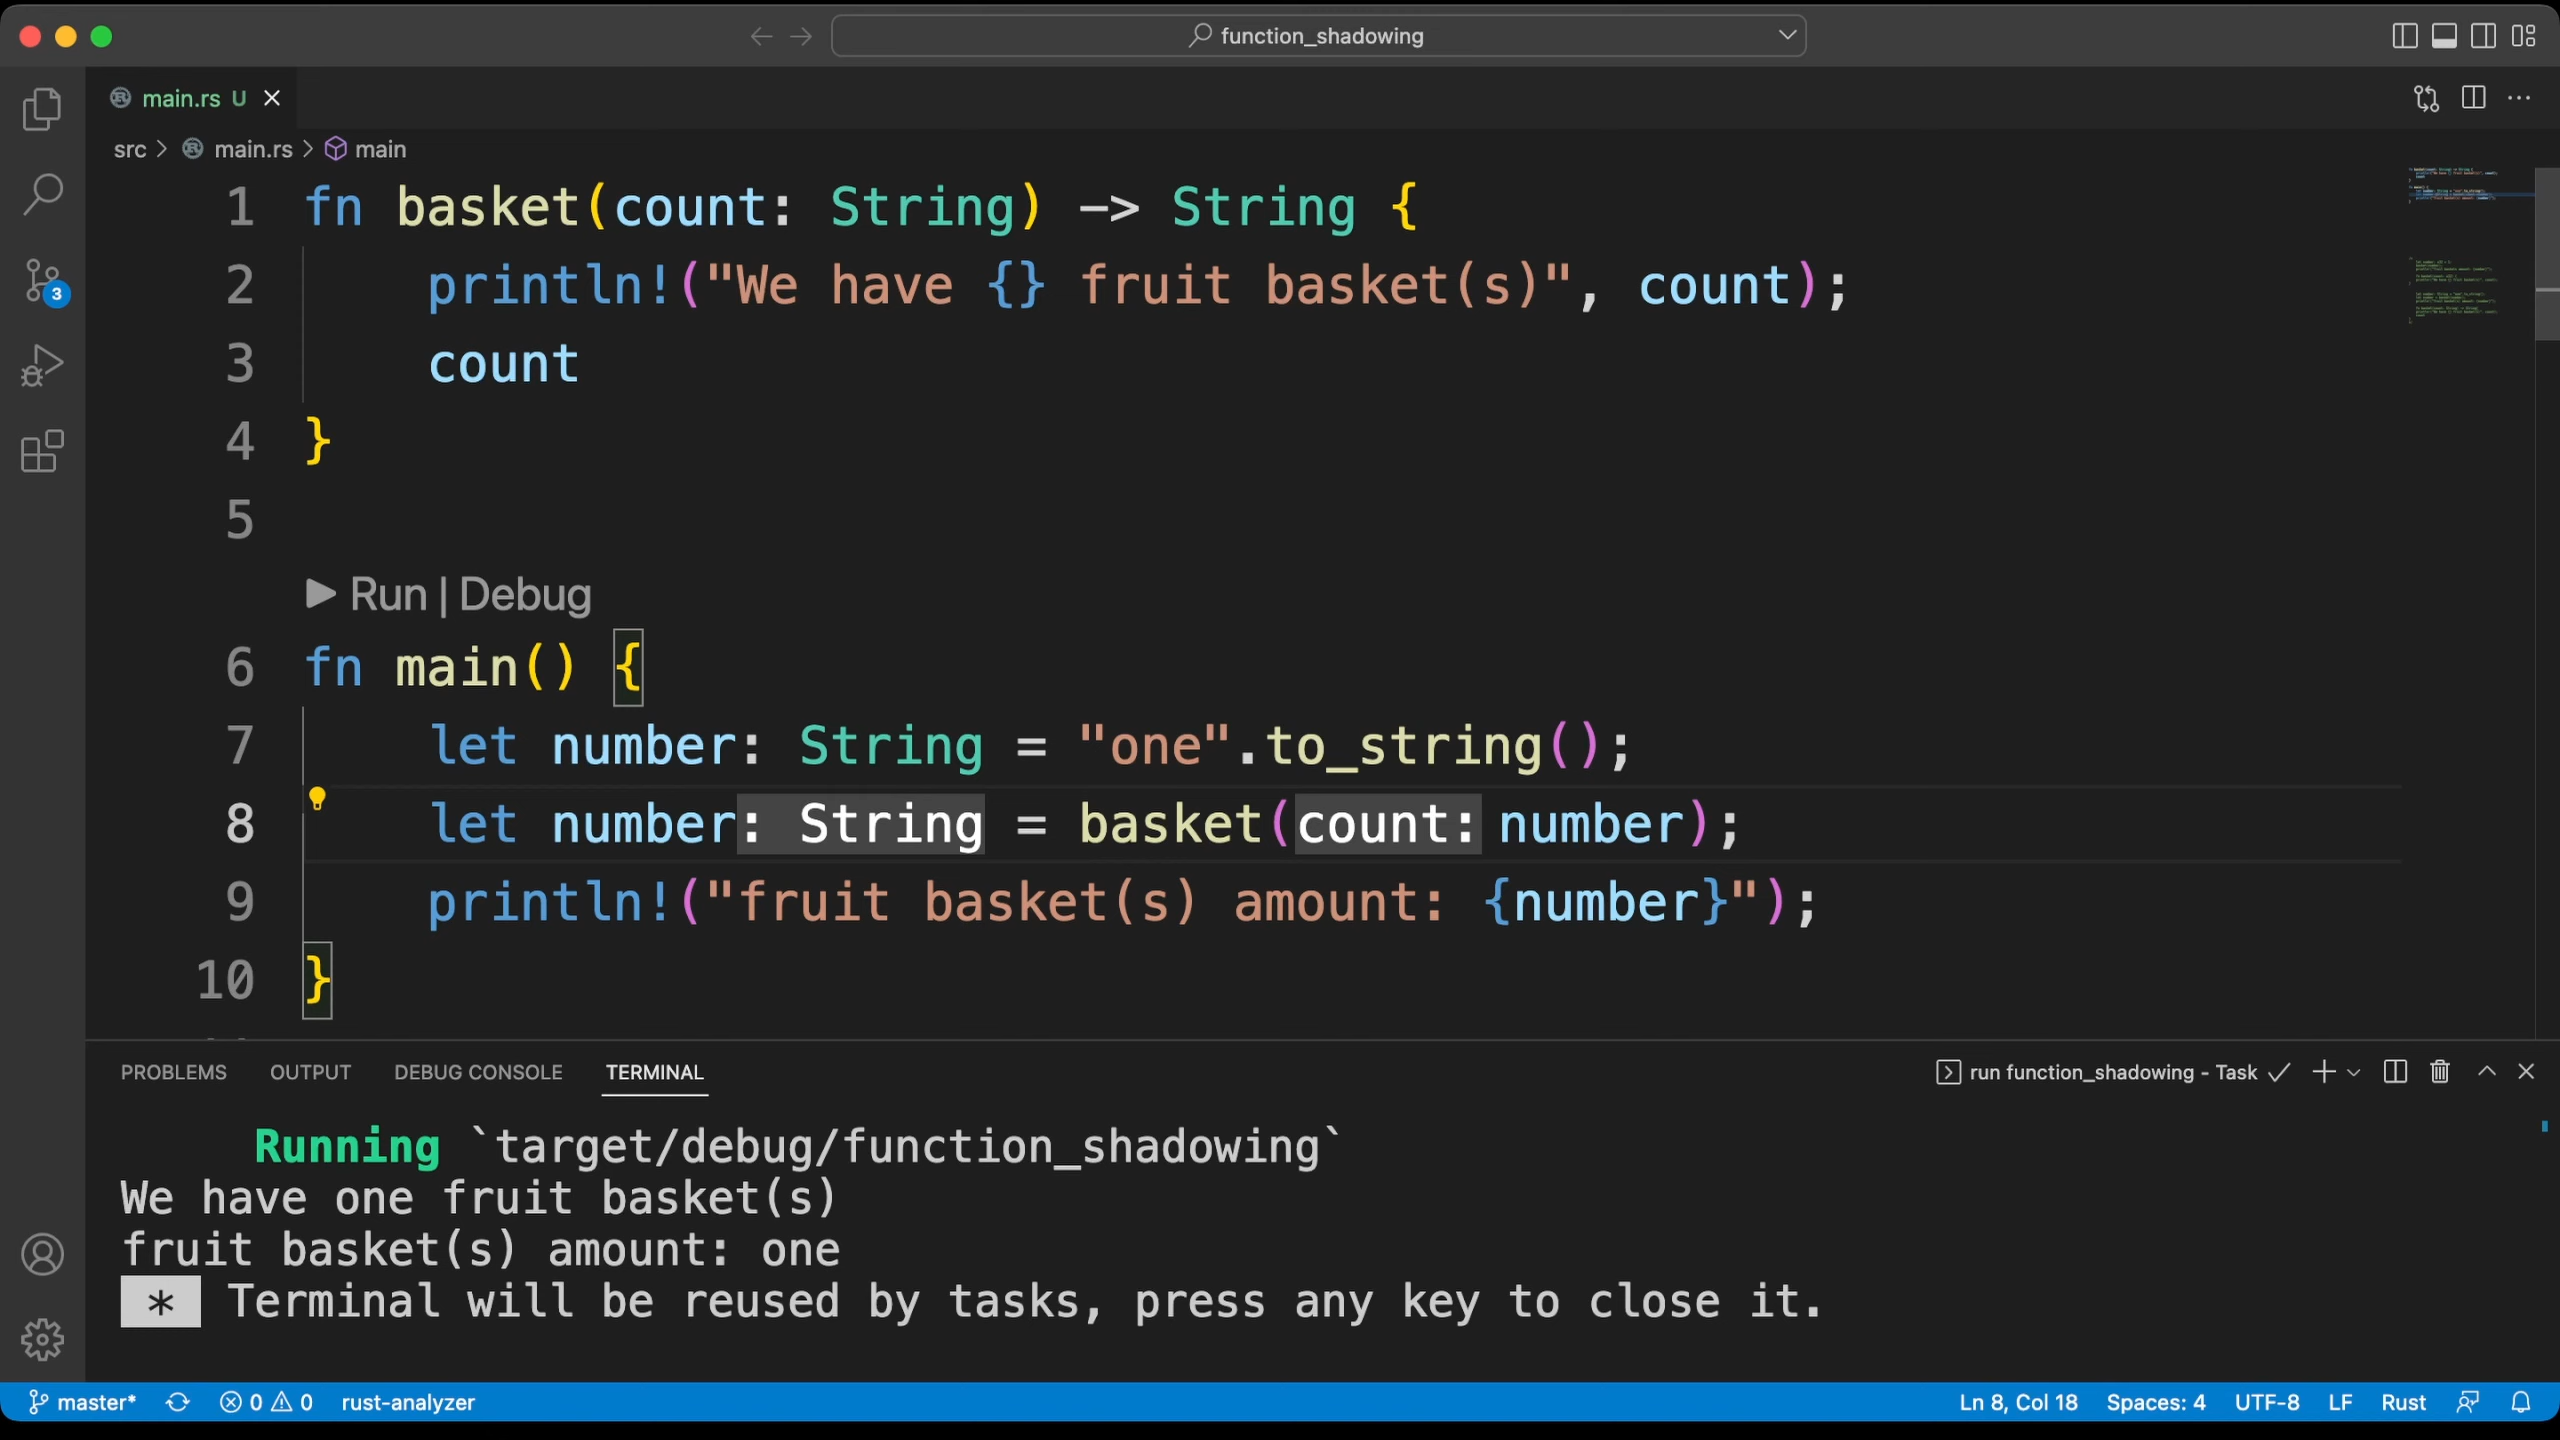 function_shadowing
main.rs U
src > main.rs > main
1 fn basket(count: String) -> String {
2 println!("We have {} fruit basket(s)", count);
3 count
4 }
5
Run | Debug
6 fn main() {
7 let number: String = "one".to_string();
8 let number: String = basket(count: number);
9 println!("fruit basket(s) amount: {number}");
10 }
3
PROBLEMS OUTPUT DEBUG CONSOLE TERMINAL run function_shadowing - Task
Running `target/debug/function_shadowing`
We have one fruit basket(s)
fruit basket(s) amount: one
* Terminal will be reused by tasks, press any key to close it.
master* 0 0 rust-analyzer Ln 8, Col 18 Spaces: 4 UTF-8 LF Rust